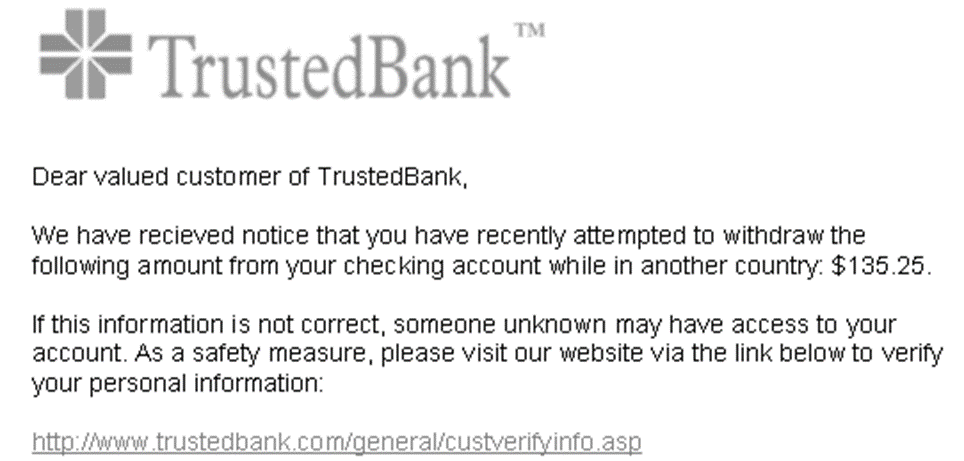 TrustedBank™
Dear valued customer of TrustedBank,
We have recieved notice that you have recently attempted to withdraw the
following amount from your checking account while in another country: $135.25.
If this information is not correct, someone unknown may have access to your
account. As a safety measure, please visit our website via the link below to verify
your personal information:
http://www.trustedbank.com/general/custverifyinfo.asp